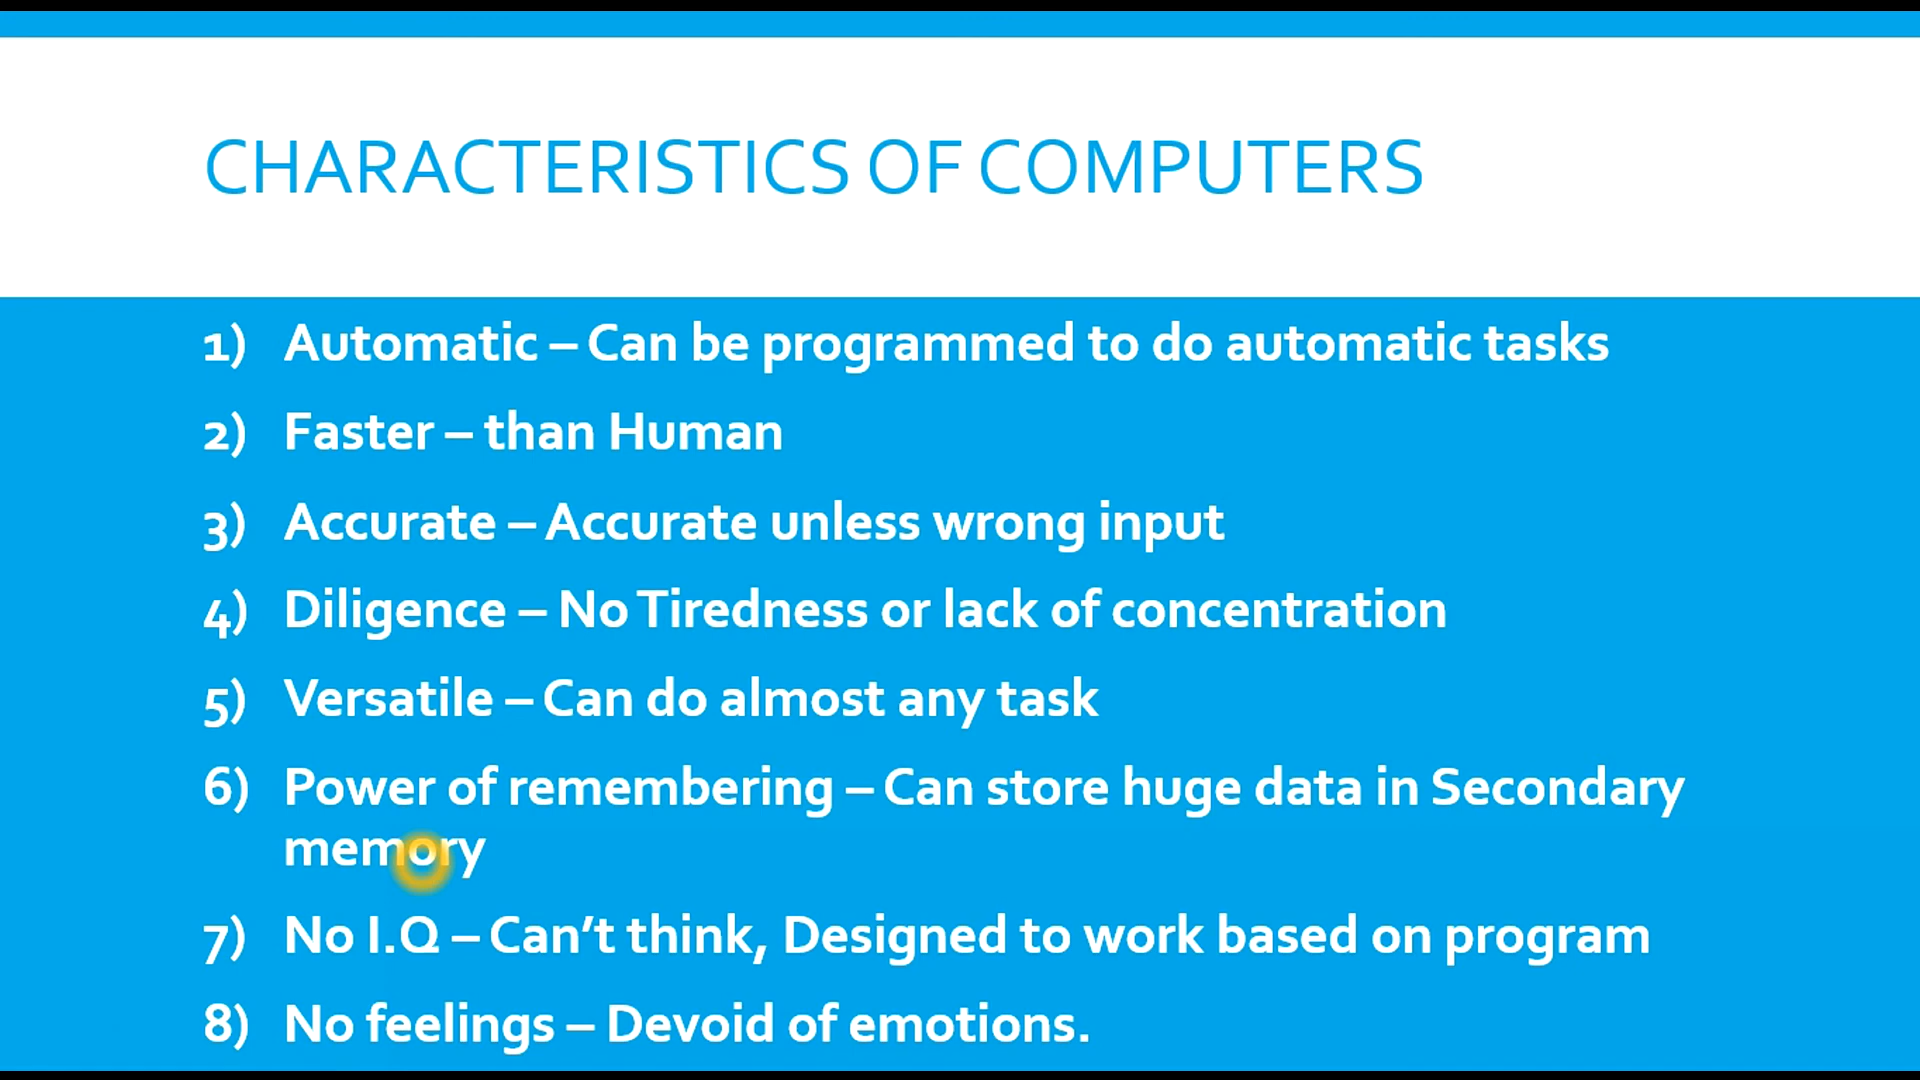 CHARACTERISTICS OF COMPUTERS
1) Automatic – Can be programmed to do automatic tasks
2) Faster – than Human
3) Accurate – Accurate unless wrong input
4) Diligence – No Tiredness or lack of concentration
5) Versatile – Can do almost any task
6) Power of remembering – Can store huge data in Secondary
memory
7) No I.Q – Can’t think, Designed to work based on program
8) No feelings – Devoid of emotions.